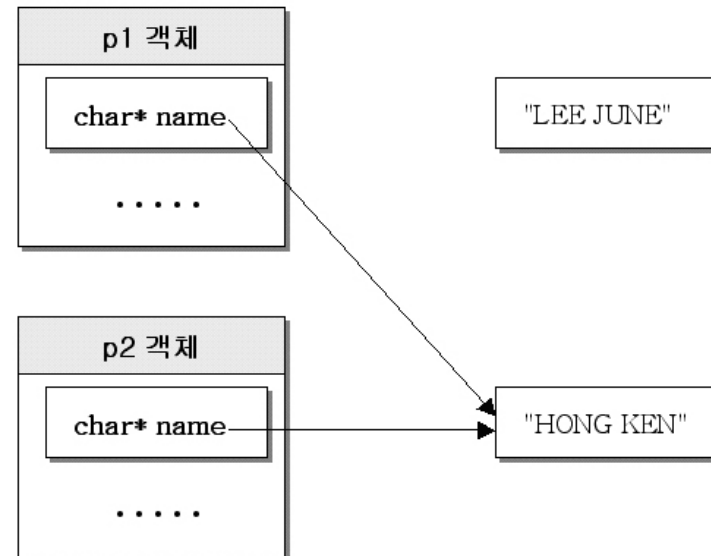 p1 객체
char* name
.....
"LEE JUNE"
p2 객체
char* name
.....
"HONG KEN"